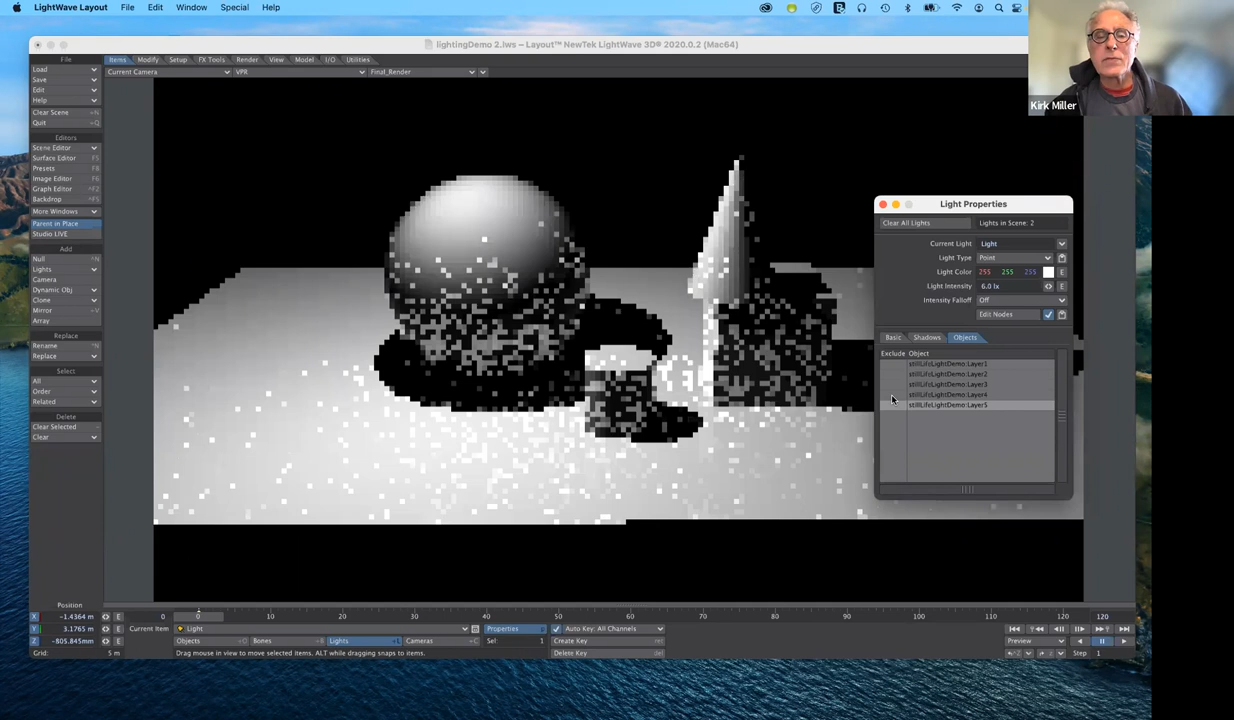 LightWave Layout File Edit Window Special Help
lightingDemo 2.lws – Layout™ NewTek LightWave 3D® 2020.0.2 (Mac64)
File
Items Modify Setup FX Tools Render View Model I/O Utilities
Current Camera VPR Final_Render
Load
Save
Edit
Help
Clear Scene
Quit
Editors
Scene Editor
Surface Editor F5
Presets F8
Image Editor F6
Graph Editor ^F2
Backdrop ^F5
More Windows
Parent in Place
Studio LIVE
Add
Null
Lights
Camera
Dynamic Obj
Clone
Mirror
Array
Replace
Rename
Replace
Select
All
Order
Related
Delete
Clear Selected
Clear
Kirk Miller
Light Properties
Clear All Lights Lights in Scene: 2
Current Light Light
Light Type Point
Light Color 255 255 255 E
Light Intensity 6.0 lx E
Intensity Falloff Off
Edit Nodes
Basic Shadows Objects
Exclude Object
stillLifeLightDemo:Layer1
stillLifeLightDemo:Layer2
stillLifeLightDemo:Layer3
stillLifeLightDemo:Layer4
stillLifeLightDemo:Layer5
Position
X -1.4364 m E
Y 3.1765 m E
Z -805.845mm E
Grid: 5 m
0 0 10 20 30 40 50 60 70 80 90 100 110 120 120
Current Item Light Properties Auto Key: All Channels
Objects Bones Lights Cameras Sel: 1 Create Key Preview
Drag mouse in view to move selected items. ALT while dragging snaps to items. Delete Key del Step 1